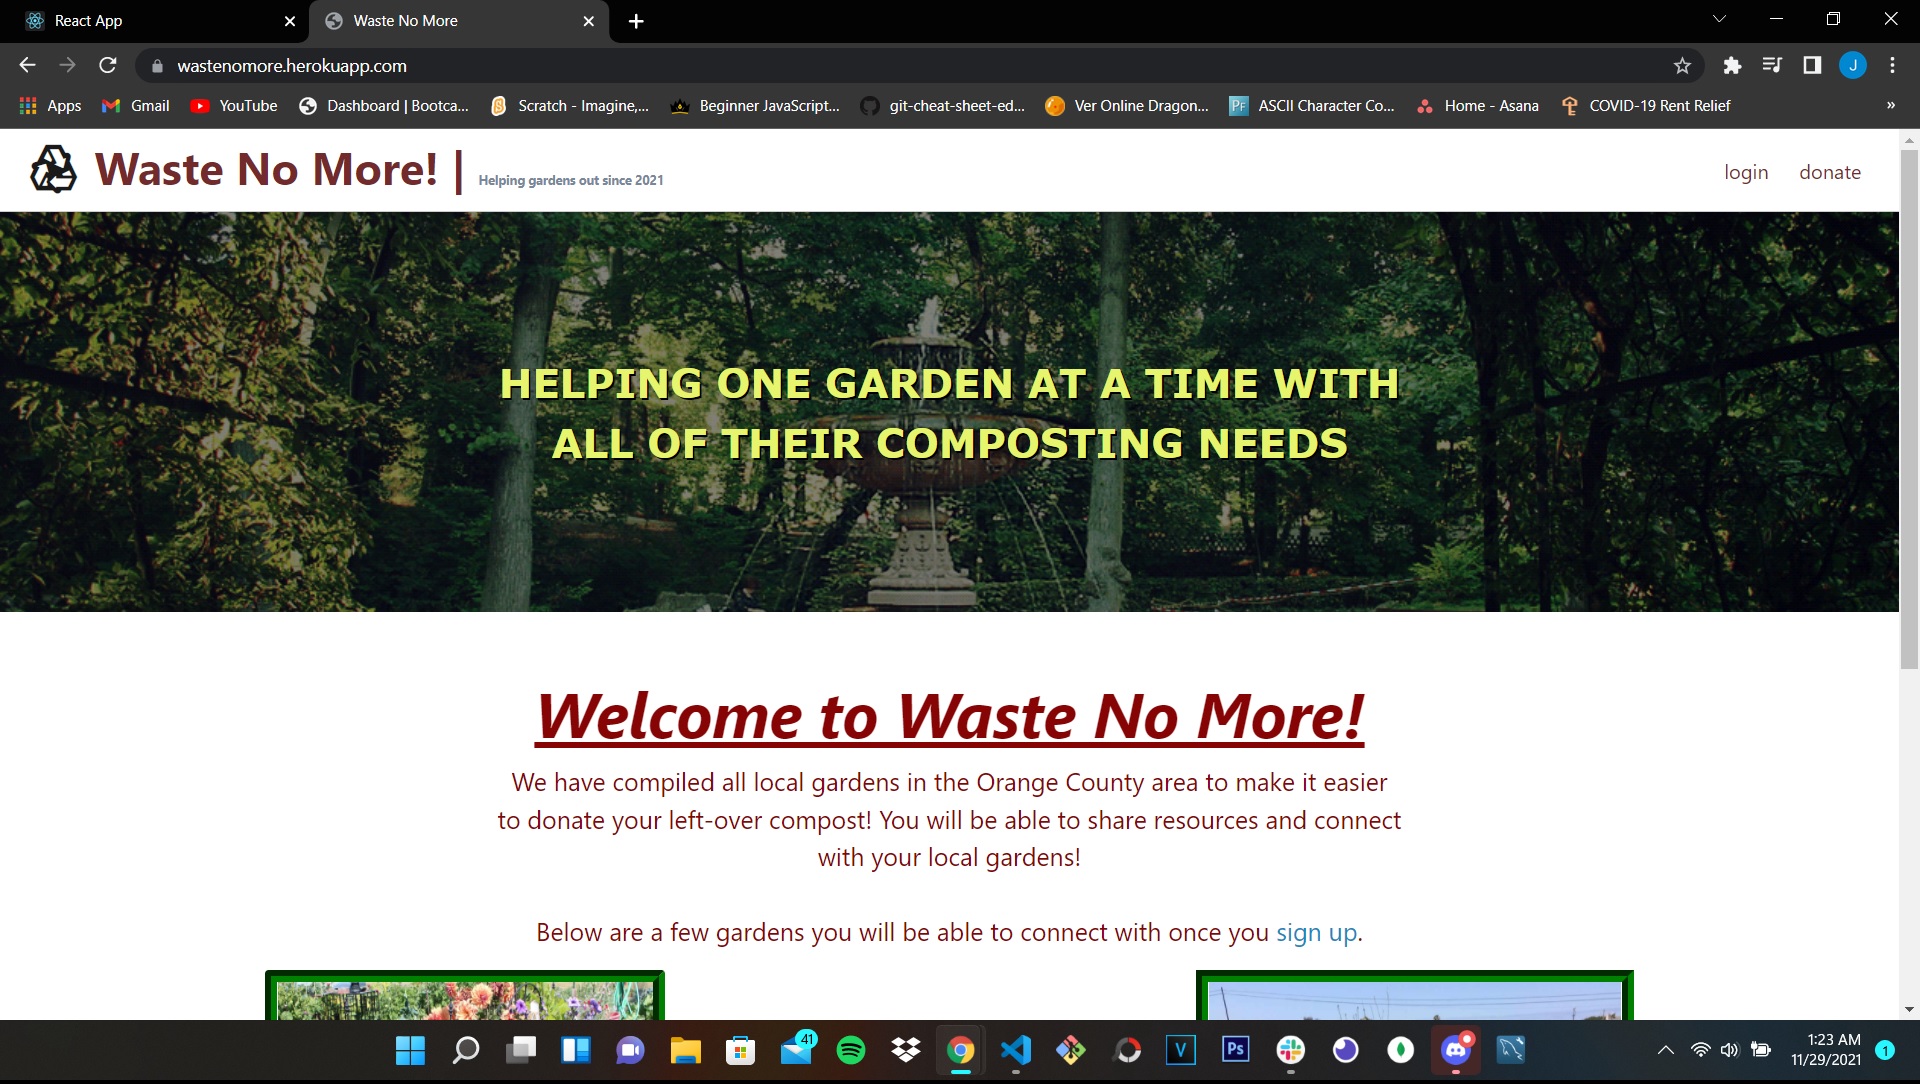 React App
Waste No More
wastenomore.herokuapp.com
J
Apps
Gmail
YouTube
Dashboard | Bootca...
Scratch - Imagine,...
Beginner JavaScript...
git-cheat-sheet-ed...
Ver Online Dragon...
PF
ASCII Character Co...
Home - Asana
COVID-19 Rent Relief
»
Waste No More! |
Helping gardens out since 2021
login
donate
HELPING ONE GARDEN AT A TIME WITH
ALL OF THEIR COMPOSTING NEEDS
Welcome to Waste No More!
We have compiled all local gardens in the Orange County area to make it easier
to donate your left-over compost! You will be able to share resources and connect
with your local gardens!
Below are a few gardens you will be able to connect with once you sign up.
41
V
Ps
1:23 AM
11/29/2021
1